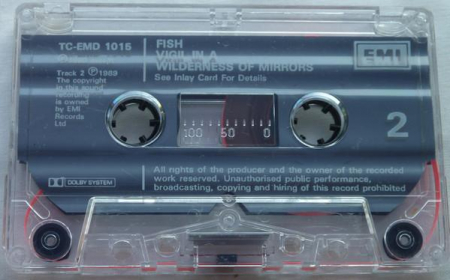 TC-EMD 1015
FISH
VIGIL IN A
WILDERNESS OF MIRRORS
See Inlay Card For Details
EMI
Track 2 Ⓟ1989
The copyright
in this sound
recording
is owned
by EMI
Records
Ltd
100 50 0
2
DOLBY SYSTEM
All rights of the producer and the owner of the recorded
work reserved. Unauthorised public performance,
broadcasting, copying and hiring of this record prohibited